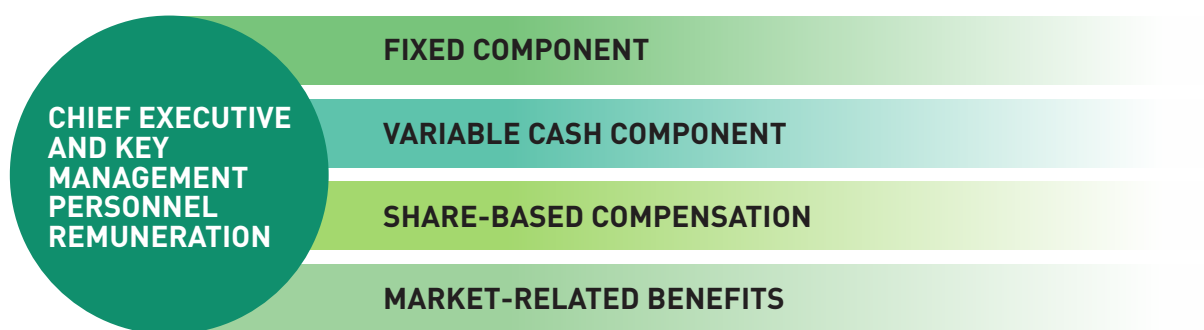 CHIEF EXECUTIVE
AND KEY
MANAGEMENT
PERSONNEL
REMUNERATION
FIXED COMPONENT
VARIABLE CASH COMPONENT
SHARE-BASED COMPENSATION
MARKET-RELATED BENEFITS